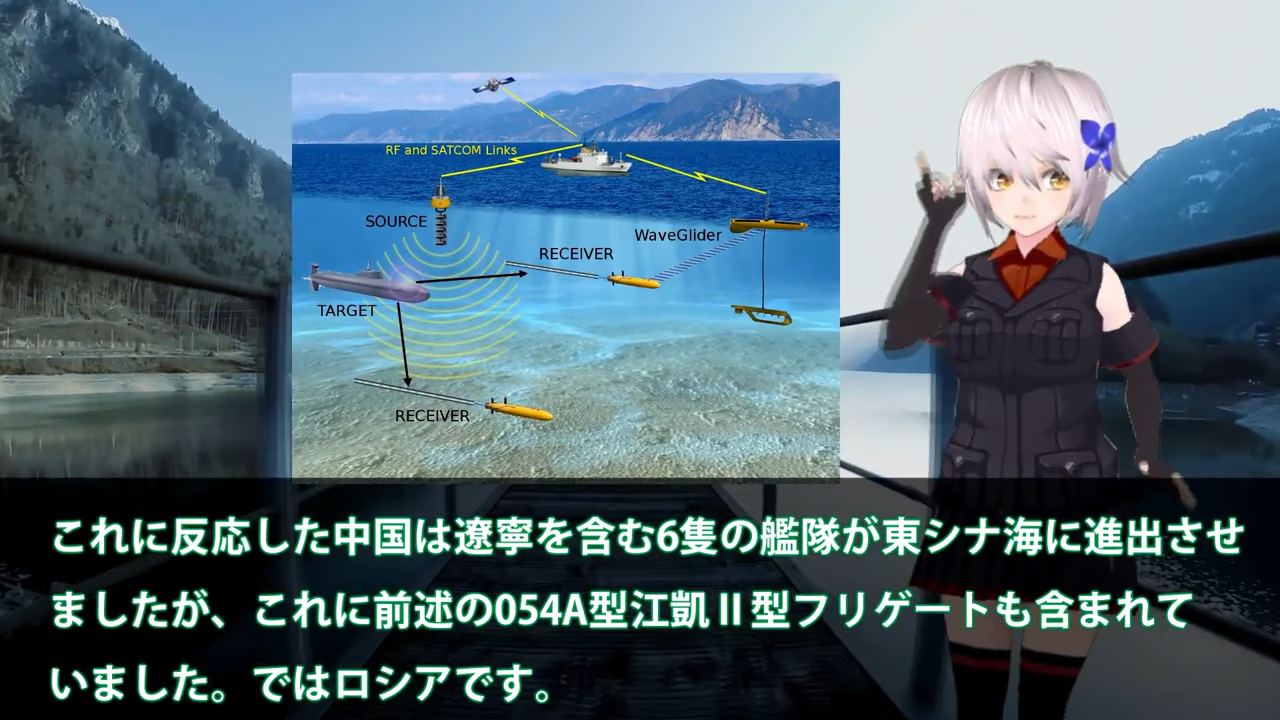 RF and SATCOM Links
SOURCE
WaveGlider
RECEIVER
TARGET
RECEIVER
これに反応した中国は遼寧を含む6隻の艦隊が東シナ海に進出させ
ましたが、これに前述の054A型江凱Ⅱ型フリゲートも含まれて
いました。ではロシアです。